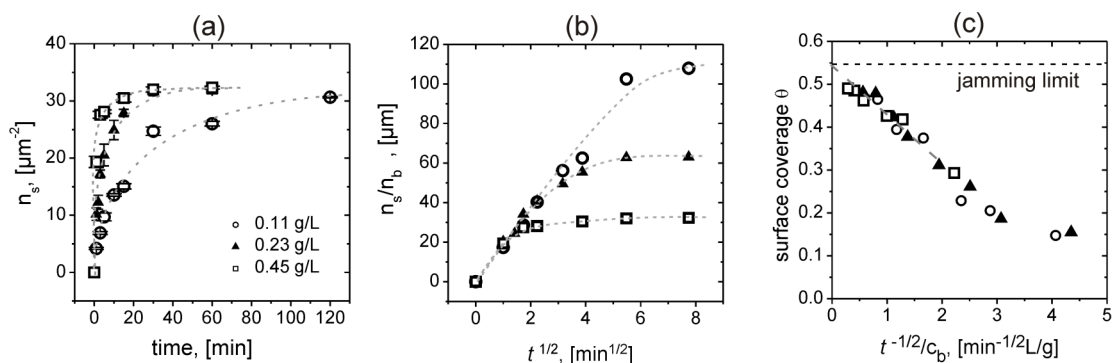 (a)
40
30
20
10
0
n_s, [μm⁻²]
0 20 40 60 80 100 120
time, [min]
0.11 g/L
0.23 g/L
0.45 g/L
(b)
120
100
80
60
40
20
0
n_s/n_b, [μm]
0 2 4 6 8
t^{1/2}, [min^{1/2}]
(c)
0.6
0.5
0.4
0.3
0.2
0.1
0.0
surface coverage θ
jamming limit
0 1 2 3 4 5
t^{-1/2}/c_b, [min^{-1/2}L/g]